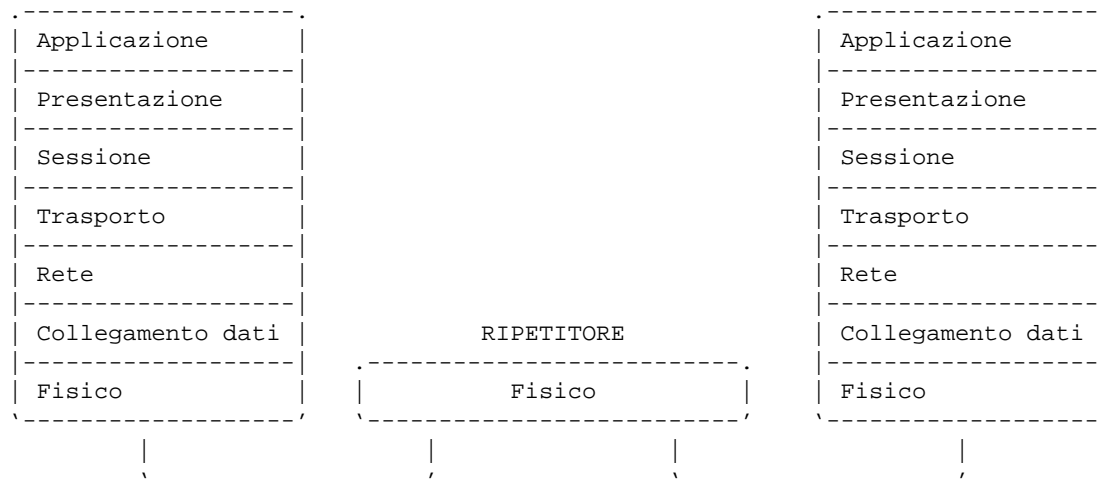 Applicazione Applicazione
Presentazione Presentazione
Sessione Sessione
Trasporto Trasporto
Rete Rete
Collegamento dati RIPETITORE Collegamento dati
Fisico Fisico Fisico